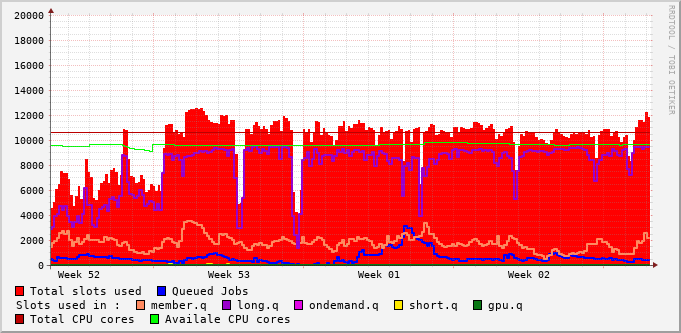 RRDTOOL / TOBI OETIKER
20000
18000
16000
14000
12000
10000
8000
6000
4000
2000
0
Week 52 Week 53 Week 01 Week 02
Total slots used Queued Jobs
Slots used in : member.q long.q ondemand.q short.q gpu.q
Total CPU cores Availale CPU cores